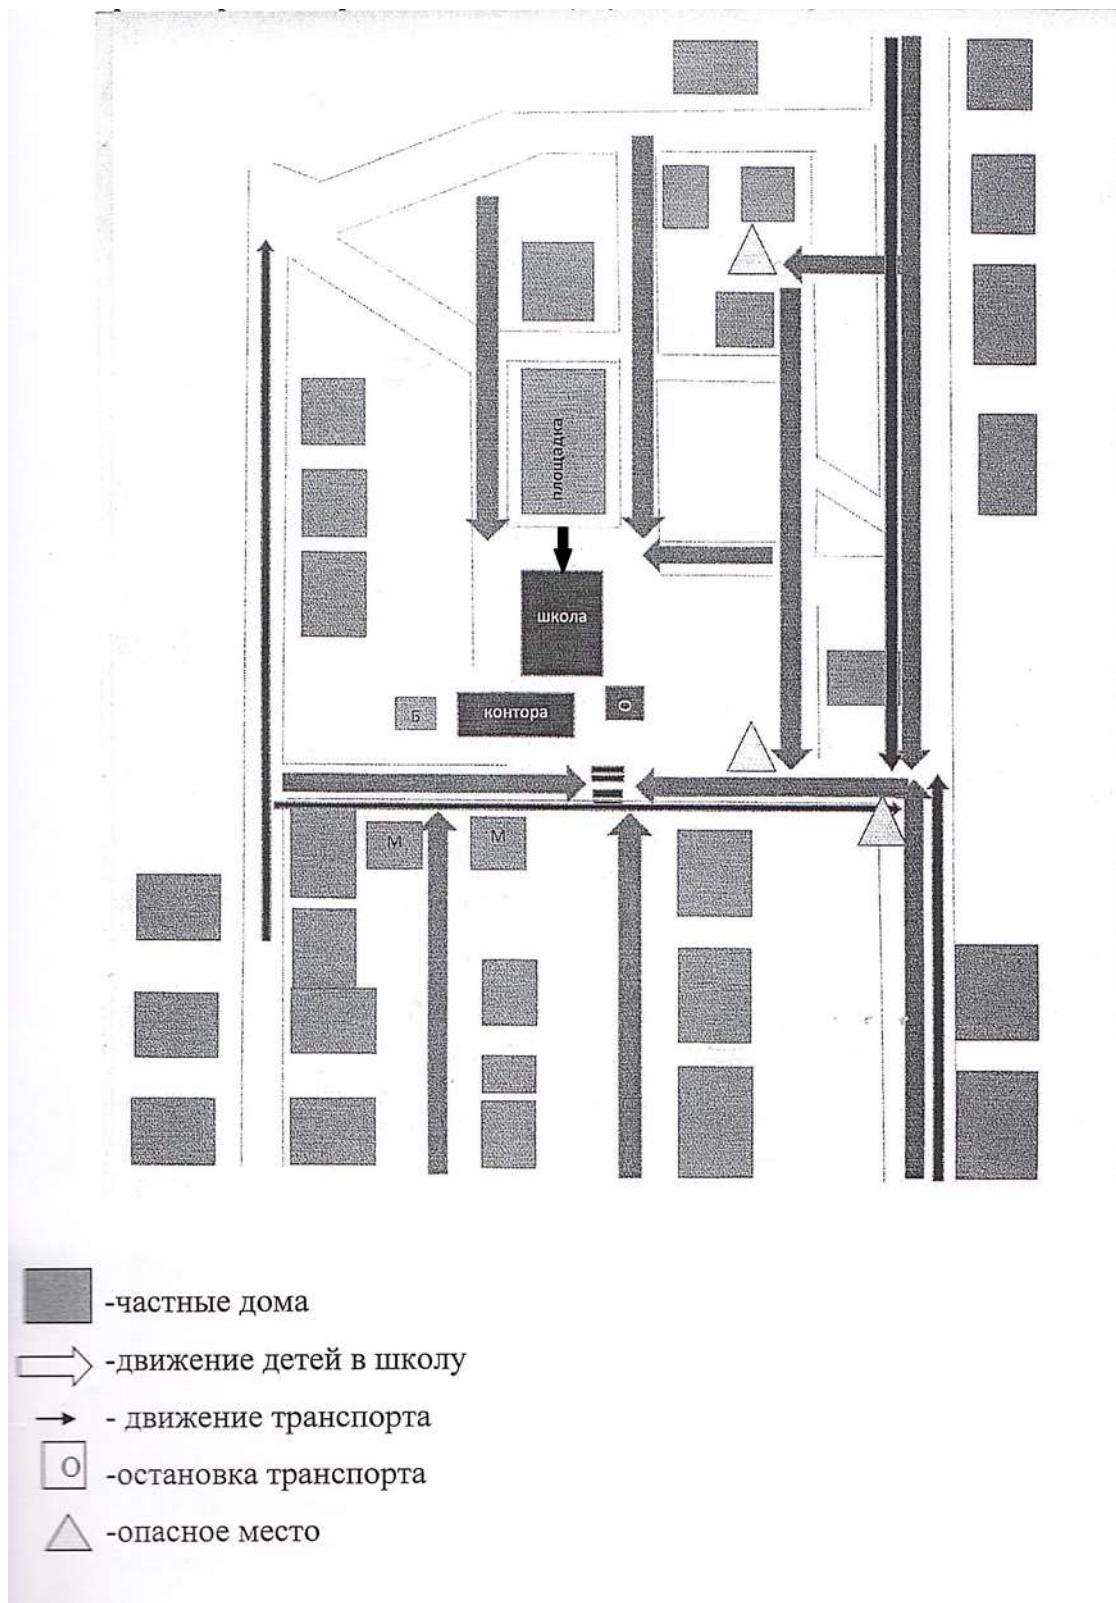 площадка
школа
Б
контора
О
М
М
-частные дома
-движение детей в школу
- движение транспорта
О
-остановка транспорта
-опасное место